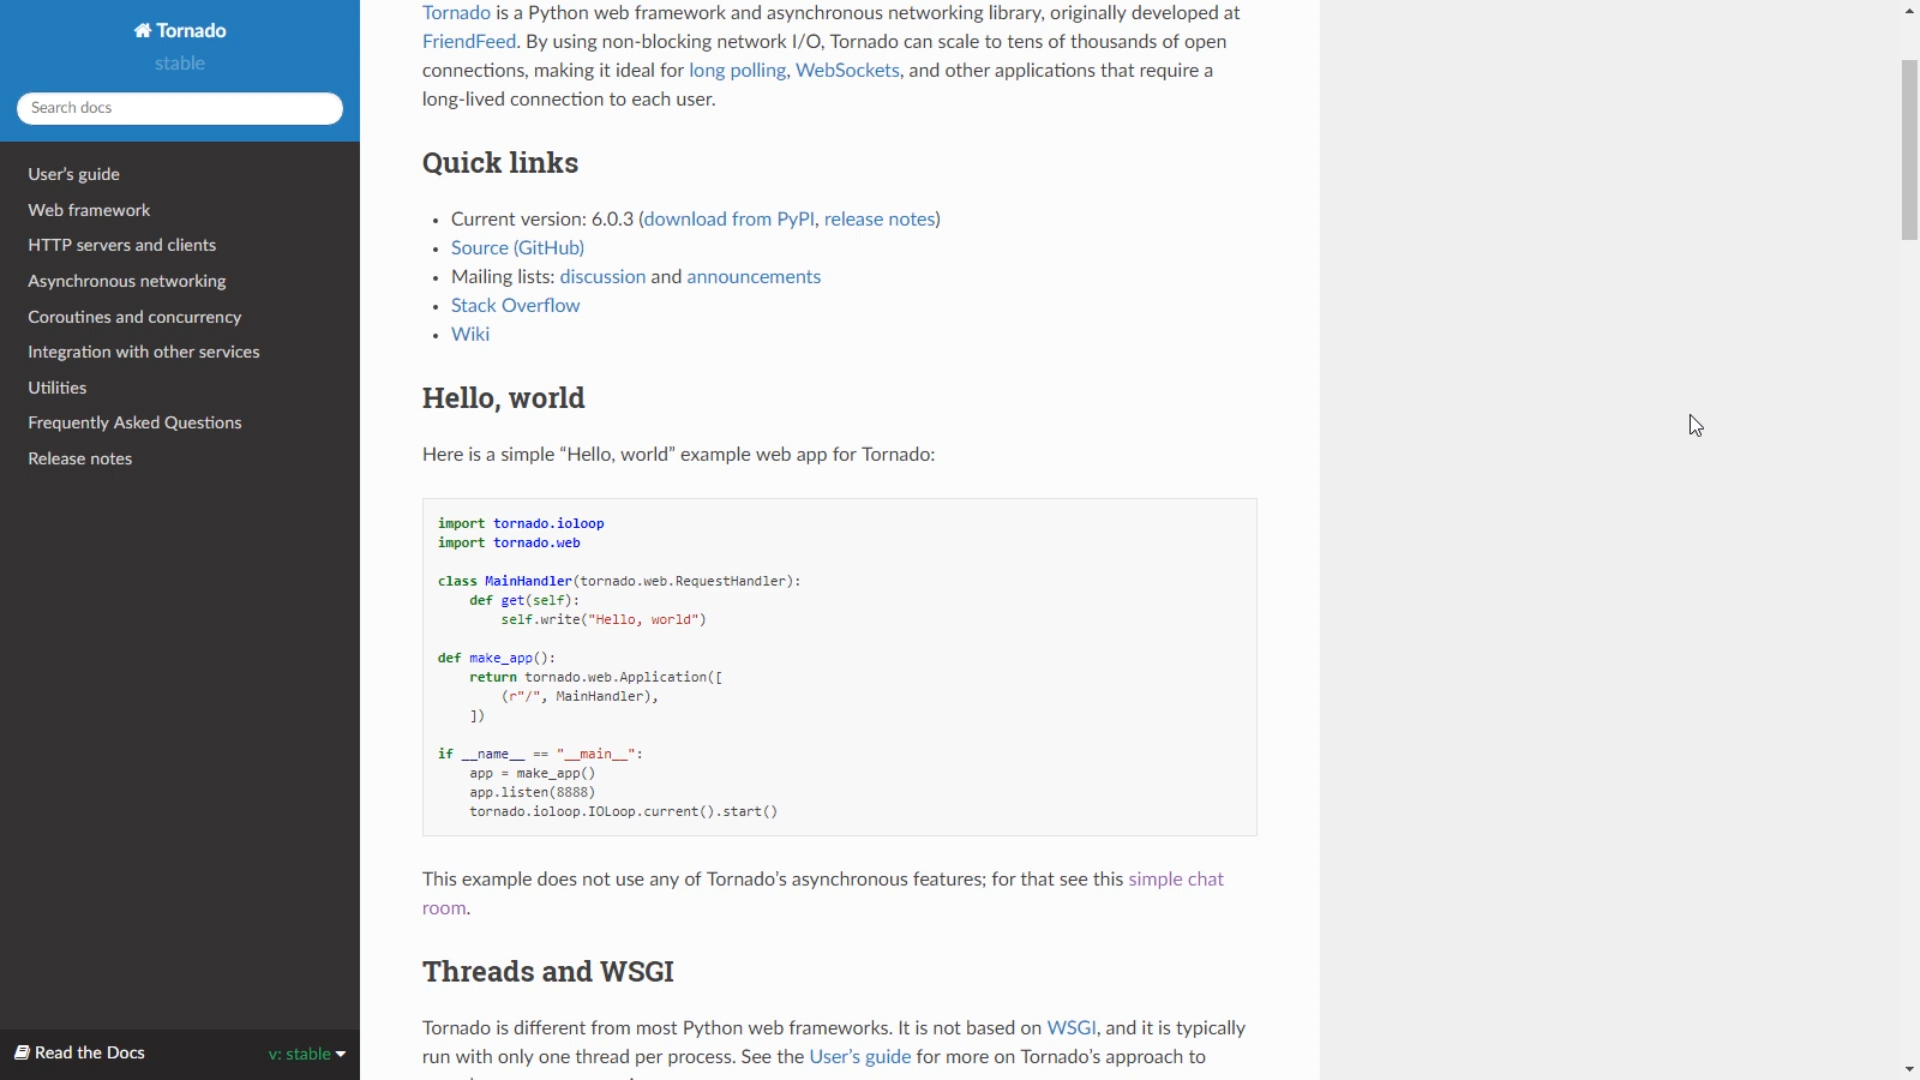 Tornado
stable
Search docs
User’s guide
Web framework
HTTP servers and clients
Asynchronous networking
Coroutines and concurrency
Integration with other services
Utilities
Frequently Asked Questions
Release notes
Read the Docs
v: stable
Tornado is a Python web framework and asynchronous networking library, originally developed at
FriendFeed. By using non-blocking network I/O, Tornado can scale to tens of thousands of open
connections, making it ideal for long polling, WebSockets, and other applications that require a
long-lived connection to each user.
Quick links
• Current version: 6.0.3 (download from PyPI, release notes)
• Source (GitHub)
• Mailing lists: discussion and announcements
• Stack Overflow
• Wiki
Hello, world
Here is a simple “Hello, world” example web app for Tornado:
import tornado.ioloop
import tornado.web
class MainHandler(tornado.web.RequestHandler):
    def get(self):
        self.write("Hello, world")
def make_app():
    return tornado.web.Application([
        (r"/", MainHandler),
    ])
if __name__ == "__main__":
    app = make_app()
    app.listen(8888)
    tornado.ioloop.IOLoop.current().start()
This example does not use any of Tornado’s asynchronous features; for that see this simple chat
room.
Threads and WSGI
Tornado is different from most Python web frameworks. It is not based on WSGI, and it is typically
run with only one thread per process. See the User’s guide for more on Tornado’s approach to